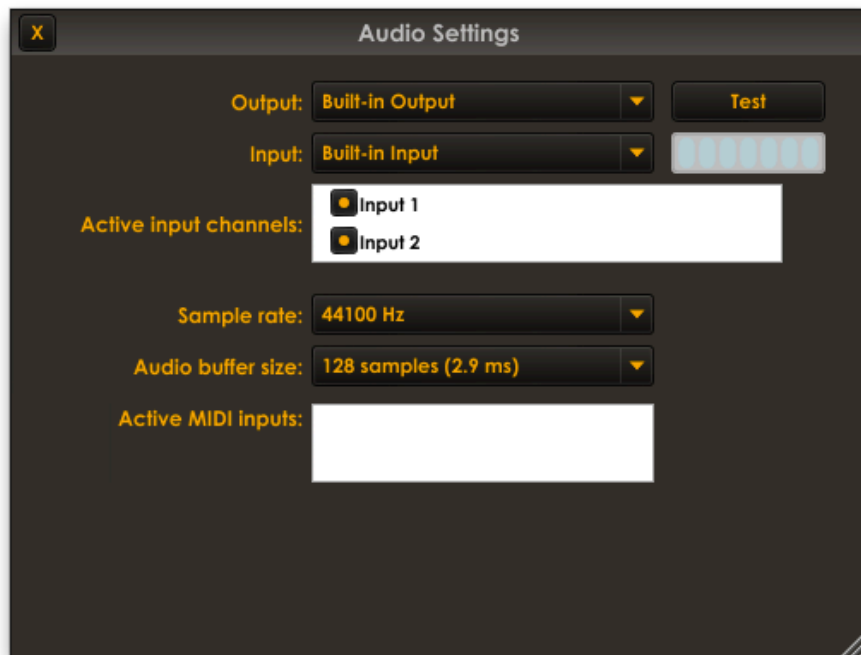 X
Audio Settings
Output: Built-in Output Test
Input: Built-in Input
Active input channels:
Input 1
Input 2
Sample rate: 44100 Hz
Audio buffer size: 128 samples (2.9 ms)
Active MIDI inputs: